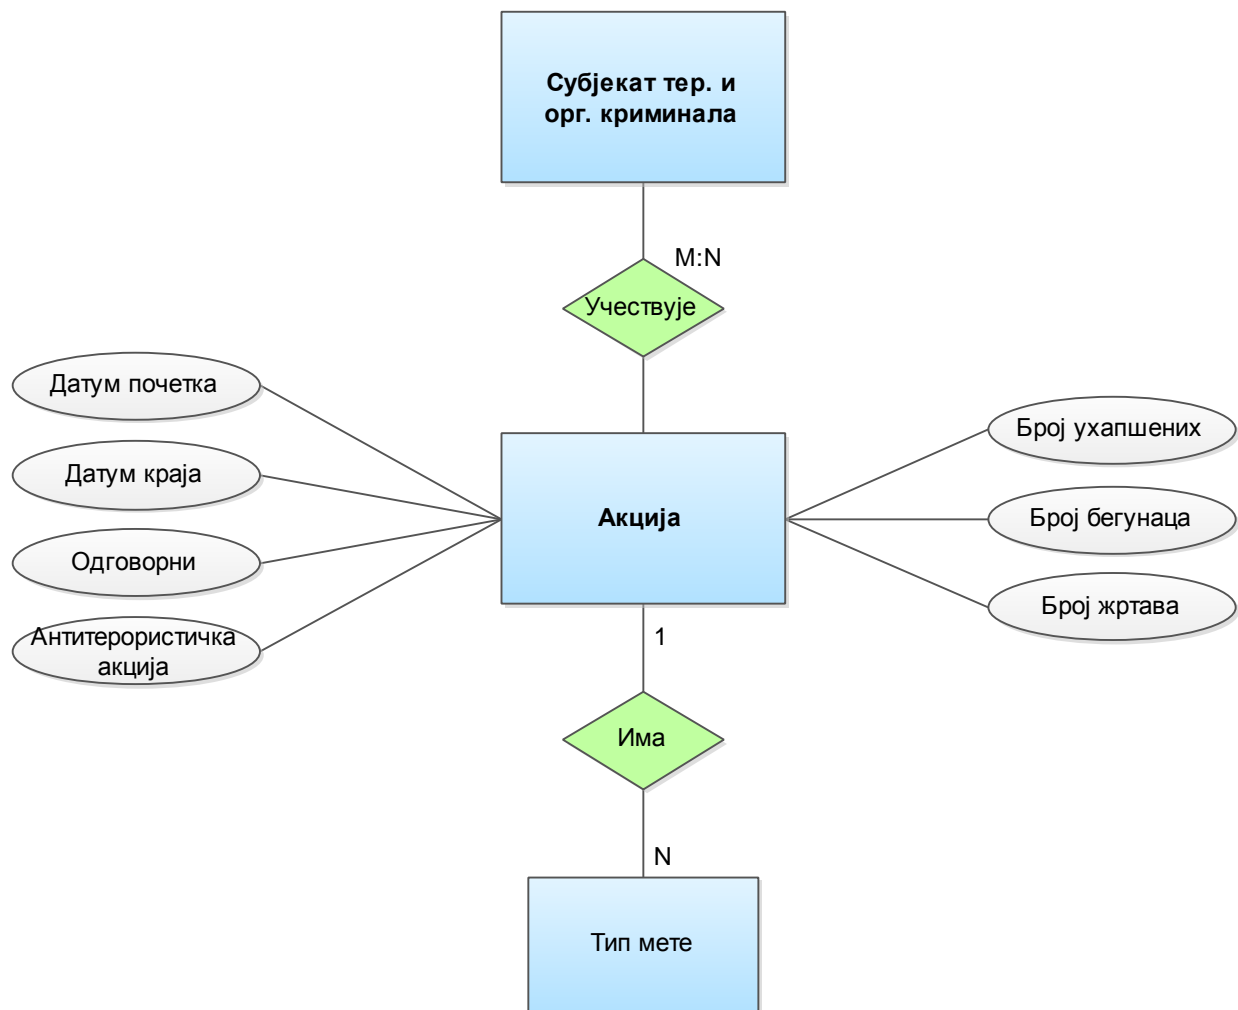 Субјекат тер. и
орг. криминала
M:N
Учествује
Датум почетка
Датум краја
Одговорни
Антитерористичка
акција
Акција
Број ухапшених
Број бегунаца
Број жртава
1
Има
N
Тип мете